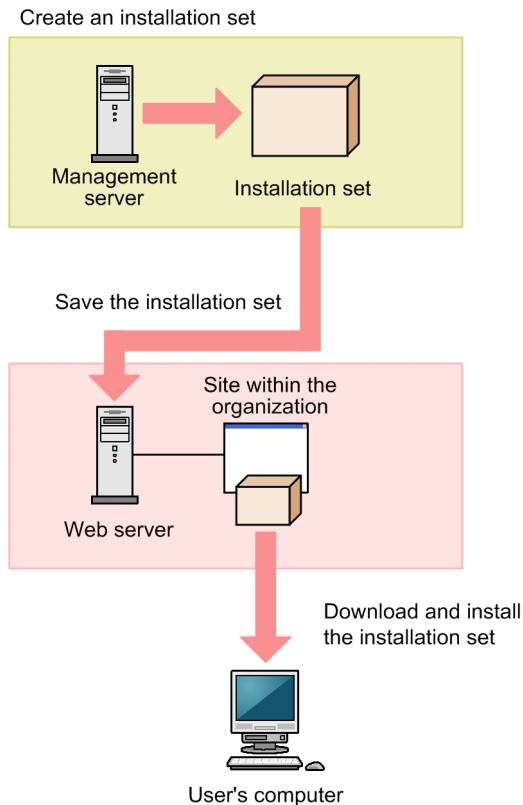 Create an installation set
Management
server
Installation set
Save the installation set
Site within the
organization
Web server
Download and install
the installation set
User's computer